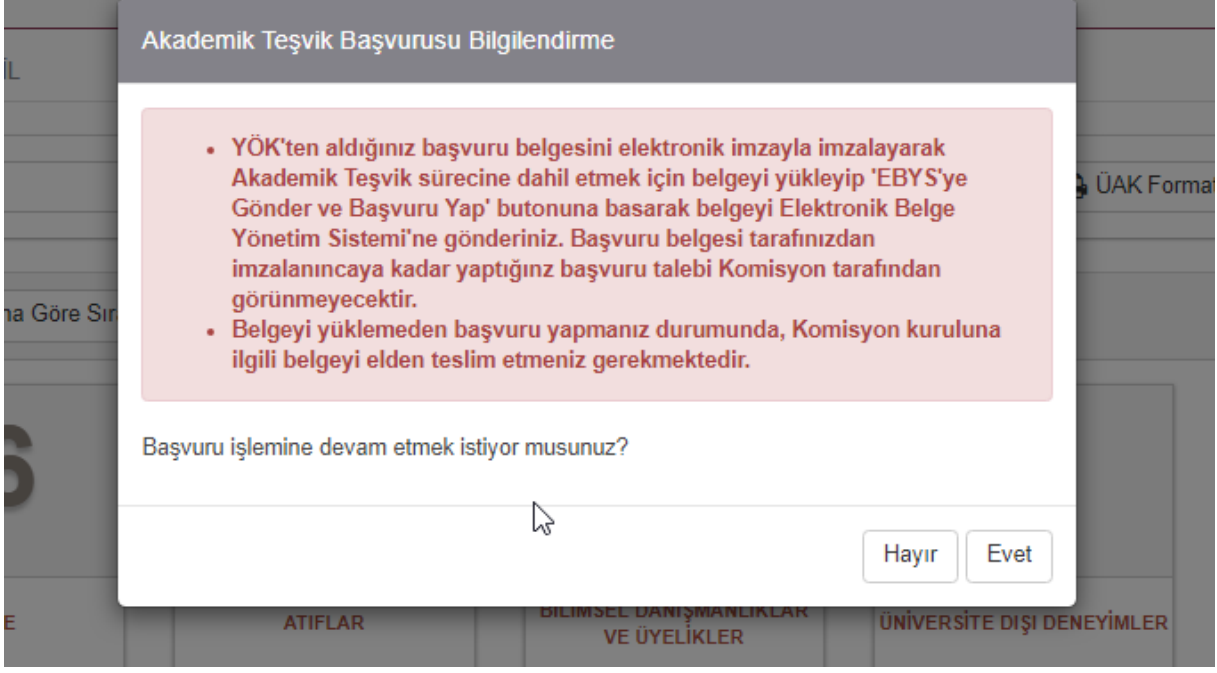 Akademik Teşvik Başvurusu Bilgilendirme
İL
• YÖK'ten aldığınız başvuru belgesini elektronik imzayla imzalayarak
Akademik Teşvik sürecine dahil etmek için belgeyi yükleyip 'EBYS'ye
Gönder ve Başvuru Yap' butonuna basarak belgeyi Elektronik Belge
Yönetim Sistemi'ne gönderiniz. Başvuru belgesi tarafınızdan
imzalanıncaya kadar yaptığınz başvuru talebi Komisyon tarafından
görünmeyecektir.
• Belgeyi yüklemeden başvuru yapmanız durumunda, Komisyon kuruluna
ilgili belgeyi elden teslim etmeniz gerekmektedir.
ÜAK Format
na Göre Sır
6
Başvuru işlemine devam etmek istiyor musunuz?
Hayır Evet
E
ATIFLAR
BİLİMSEL DANIŞMANLIKLAR
VE ÜYELİKLER
ÜNİVERSİTE DIŞI DENEYİMLER